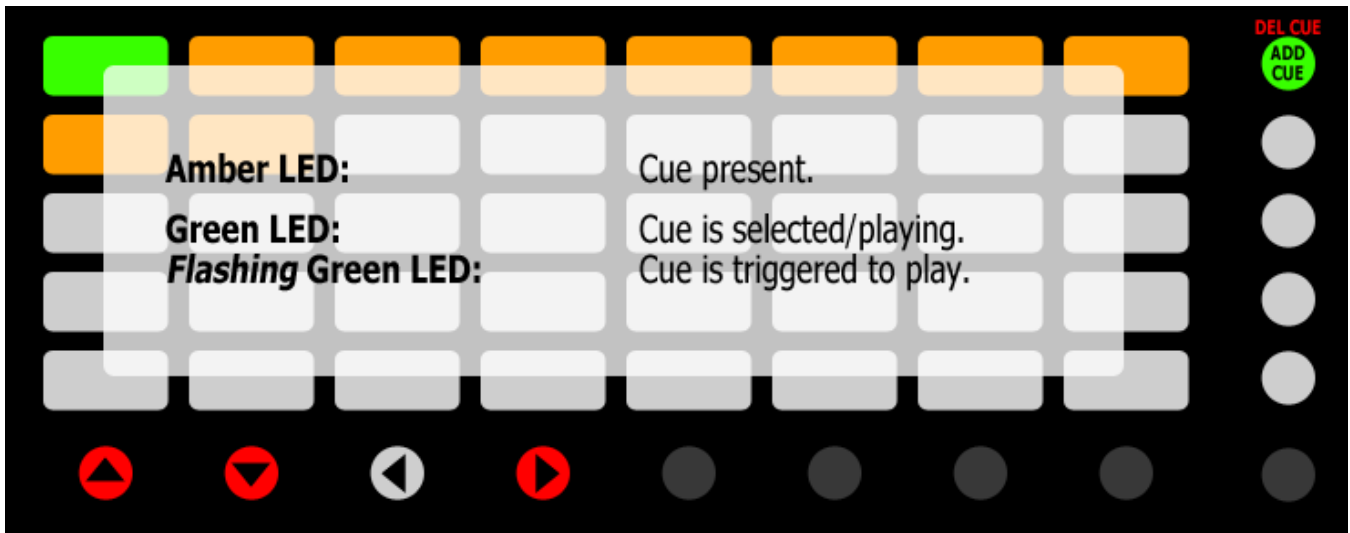 DEL CUE
ADD
CUE
Amber LED: Cue present.
Green LED: Cue is selected/playing.
Flashing Green LED: Cue is triggered to play.